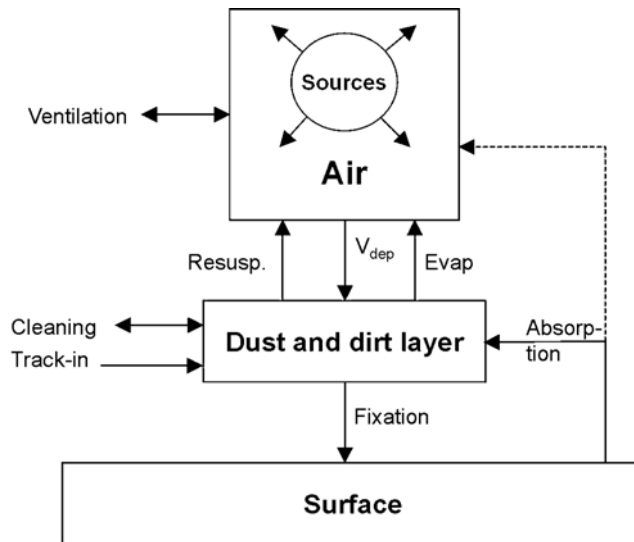 Sources
Ventilation
Air
Resusp.
Vdep
Evap
Cleaning
Track-in
Dust and dirt layer
Absorp-
tion
Fixation
Surface